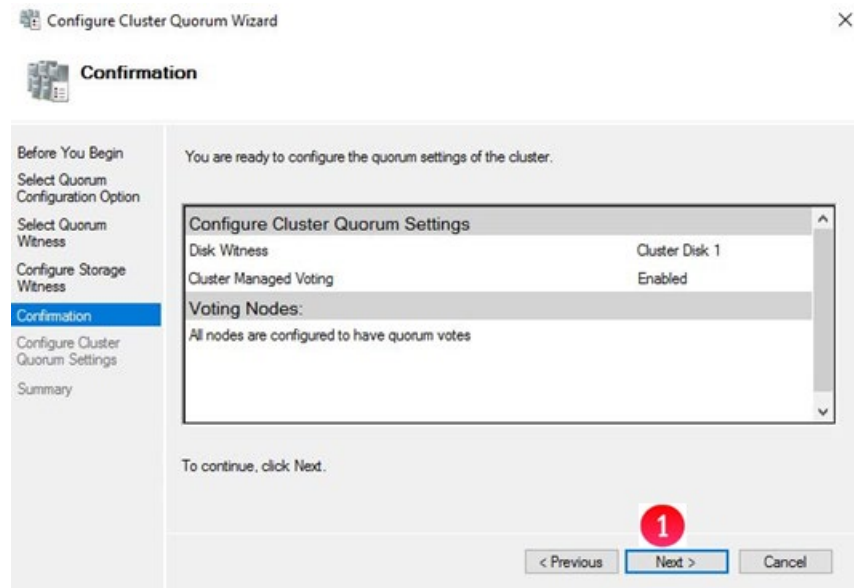 Configure Cluster Quorum Wizard
Confirmation
Before You Begin
Select Quorum
Configuration Option
Select Quorum
Witness
Configure Storage
Witness
Confirmation
Configure Cluster
Quorum Settings
Summary
You are ready to configure the quorum settings of the cluster.
Configure Cluster Quorum Settings
Disk Witness Cluster Disk 1
Cluster Managed Voting Enabled
Voting Nodes:
All nodes are configured to have quorum votes
To continue, click Next.
1
< Previous Next > Cancel